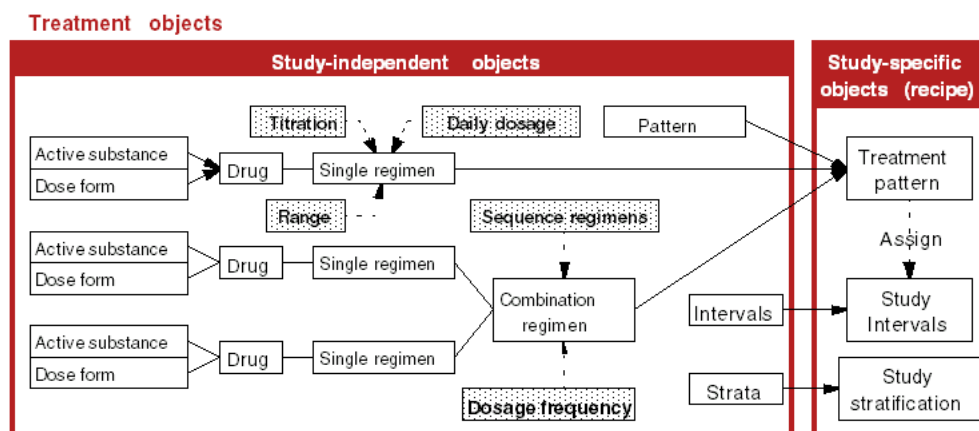 Treatment objects
Study-independent objects
Study-specific
objects (recipe)
Titration
Daily dosage
Pattern
Active substance
Dose form
Drug
Single regimen
Treatment
pattern
Range
Sequence regimens
Assign
Active substance
Dose form
Drug
Single regimen
Combination
regimen
Intervals
Study
Intervals
Active substance
Dose form
Drug
Single regimen
Dosage frequency
Strata
Study
stratification